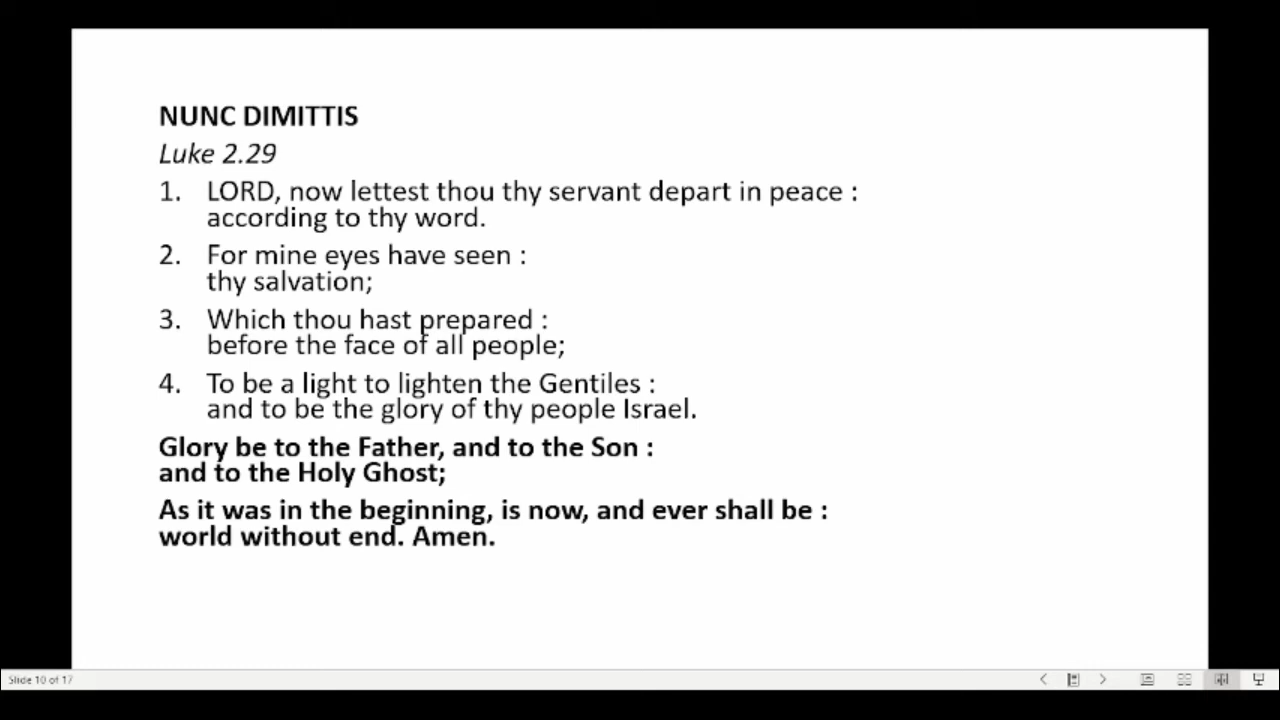 NUNC DIMITTIS
Luke 2.29
1. LORD, now lettest thou thy servant depart in peace :
according to thy word.
2. For mine eyes have seen :
thy salvation;
3. Which thou hast prepared :
before the face of all people;
4. To be a light to lighten the Gentiles :
and to be the glory of thy people Israel.
Glory be to the Father, and to the Son :
and to the Holy Ghost;
As it was in the beginning, is now, and ever shall be :
world without end. Amen.
Slide 10 of 17